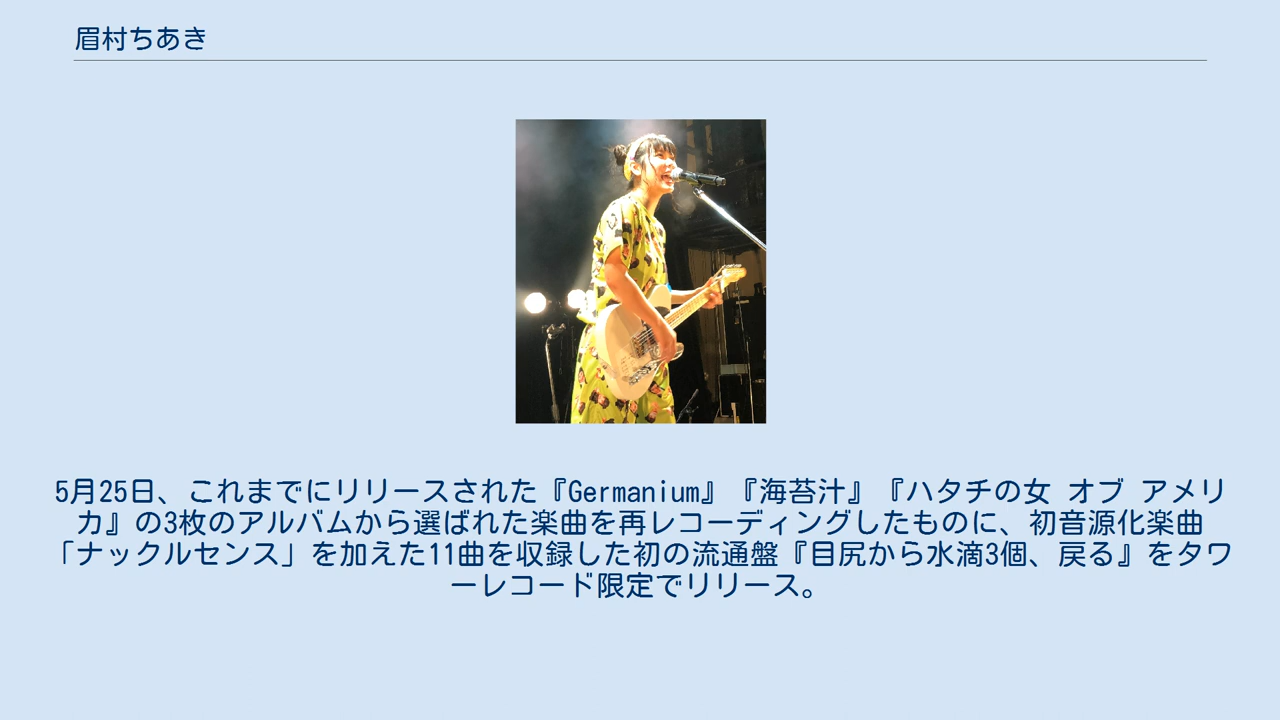 眉村ちあき
5月25日、これまでにリリースされた『Germanium』『海苔汁』『ハタチの女 オブ アメリ
カ』の3枚のアルバムから選ばれた楽曲を再レコーディングしたものに、初音源化楽曲
「ナックルセンス」を加えた11曲を収録した初の流通盤『目尻から水滴3個、戻る』をタワ
ーレコード限定でリリース。